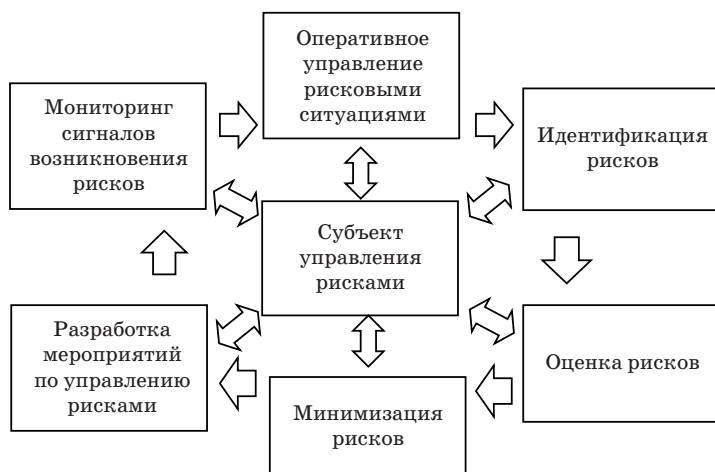 Оперативное
управление
рисковыми
ситуациями
Мониторинг
сигналов
возникновения
рисков
Идентификация
рисков
Субъект
управления
рисками
Разработка
мероприятий
по управлению
рисками
Оценка рисков
Минимизация
рисков